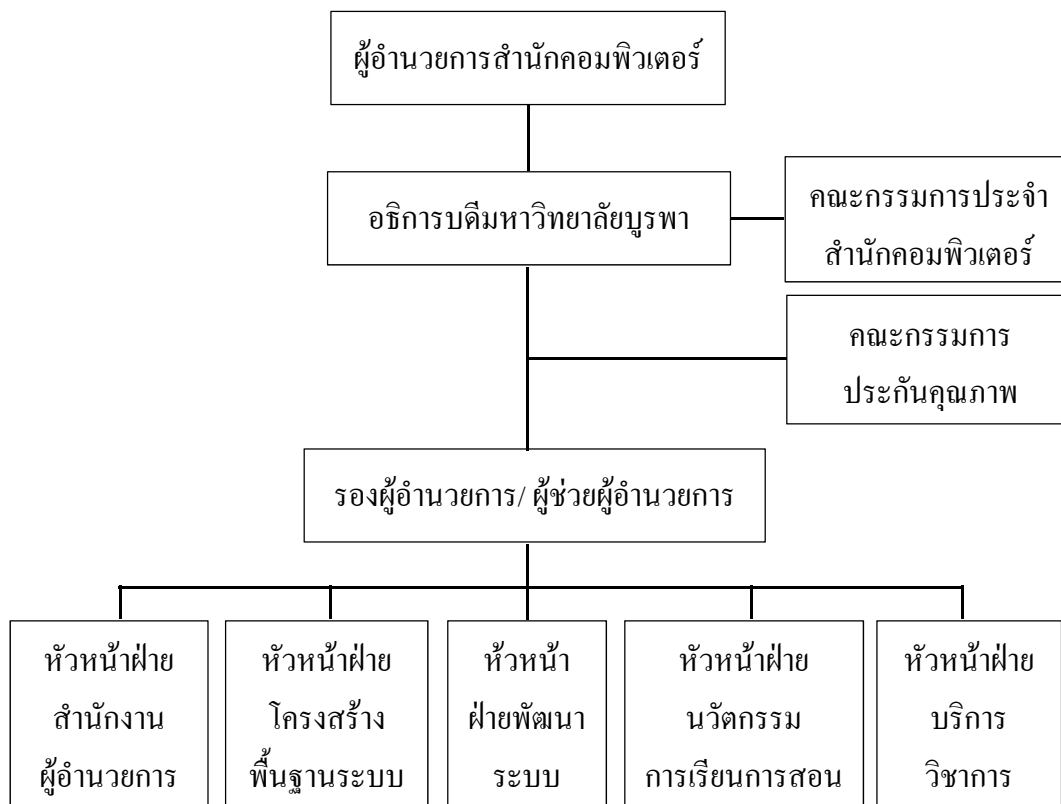 ผู้อำนวยการสำนักคอมพิวเตอร์
อธิการบดีมหาวิทยาลัยบูรพา
คณะกรรมการประจำ
สำนักคอมพิวเตอร์
คณะกรรมการ
ประกันคุณภาพ
รองผู้อำนวยการ/ ผู้ช่วยผู้อำนวยการ
หัวหน้าฝ่าย
สำนักงาน
ผู้อำนวยการ
หัวหน้าฝ่าย
โครงสร้าง
พื้นฐานระบบ
ห้วหน้า
ฝ่ายพัฒนา
ระบบ
หัวหน้าฝ่าย
นวัตกรรม
การเรียนการสอน
หัวหน้าฝ่าย
บริการ
วิชาการ